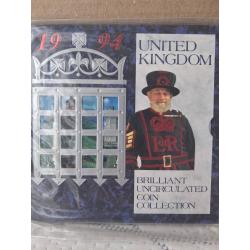 1994
UNITED
KINGDOM
E R
BRILLIANT
UNCIRCULATED
COIN
COLLECTION